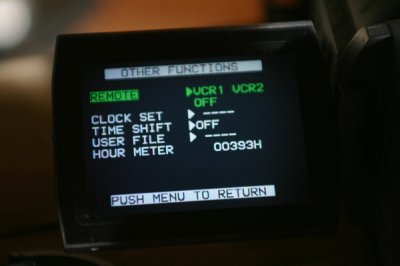 OTHER FUNCTIONS
REMOTE ▶VCR1 VCR2
OFF
CLOCK SET ▶ ----
TIME SHIFT ▶OFF
USER FILE ▶ ----
HOUR METER 00393H
PUSH MENU TO RETURN